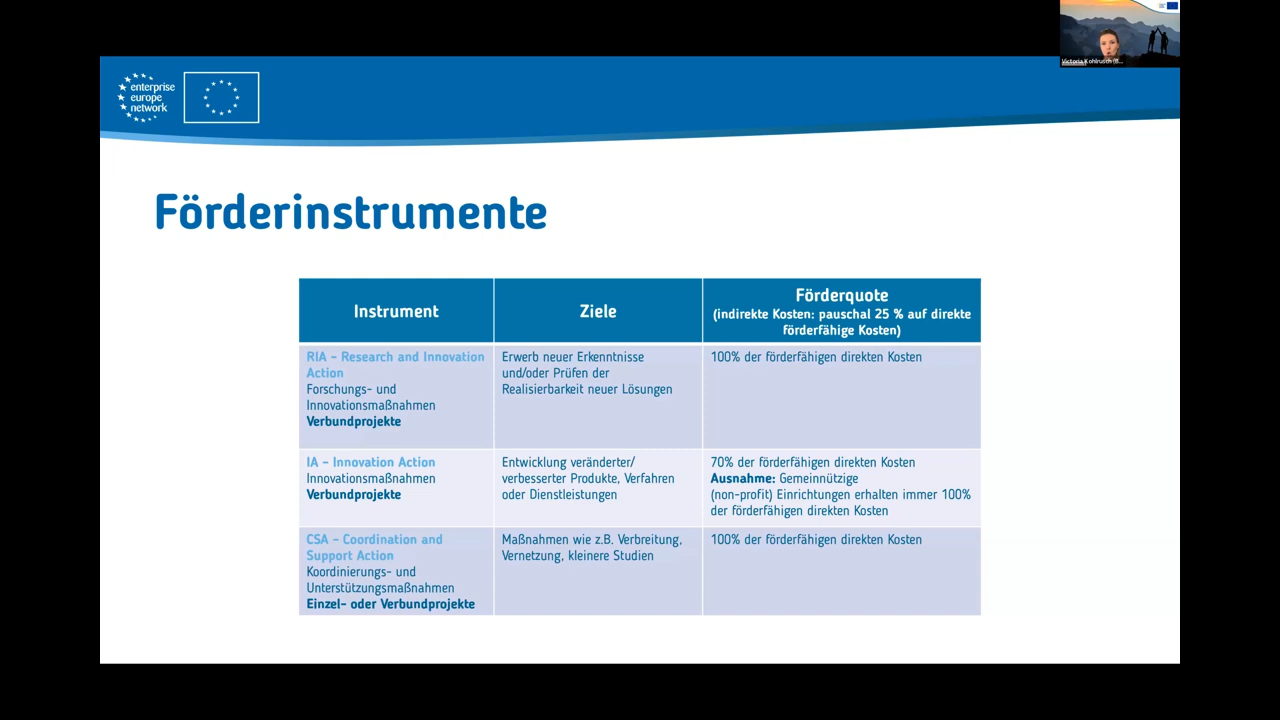 Victoria Kohlrusch (B...
enterprise
europe
network
Förderinstrumente
Instrument
Ziele
Förderquote
(indirekte Kosten: pauschal 25 % auf direkte
förderfähige Kosten)
RIA – Research and Innovation
Action
Forschungs- und
Innovationsmaßnahmen
Verbundprojekte
Erwerb neuer Erkenntnisse
und/oder Prüfen der
Realisierbarkeit neuer Lösungen
100% der förderfähigen direkten Kosten
IA – Innovation Action
Innovationsmaßnahmen
Verbundprojekte
Entwicklung veränderter/
verbesserter Produkte, Verfahren
oder Dienstleistungen
70% der förderfähigen direkten Kosten
Ausnahme: Gemeinnützige
(non-profit) Einrichtungen erhalten immer 100%
der förderfähigen direkten Kosten
CSA – Coordination and
Support Action
Koordinierungs- und
Unterstützungsmaßnahmen
Einzel- oder Verbundprojekte
Maßnahmen wie z.B. Verbreitung,
Vernetzung, kleinere Studien
100% der förderfähigen direkten Kosten